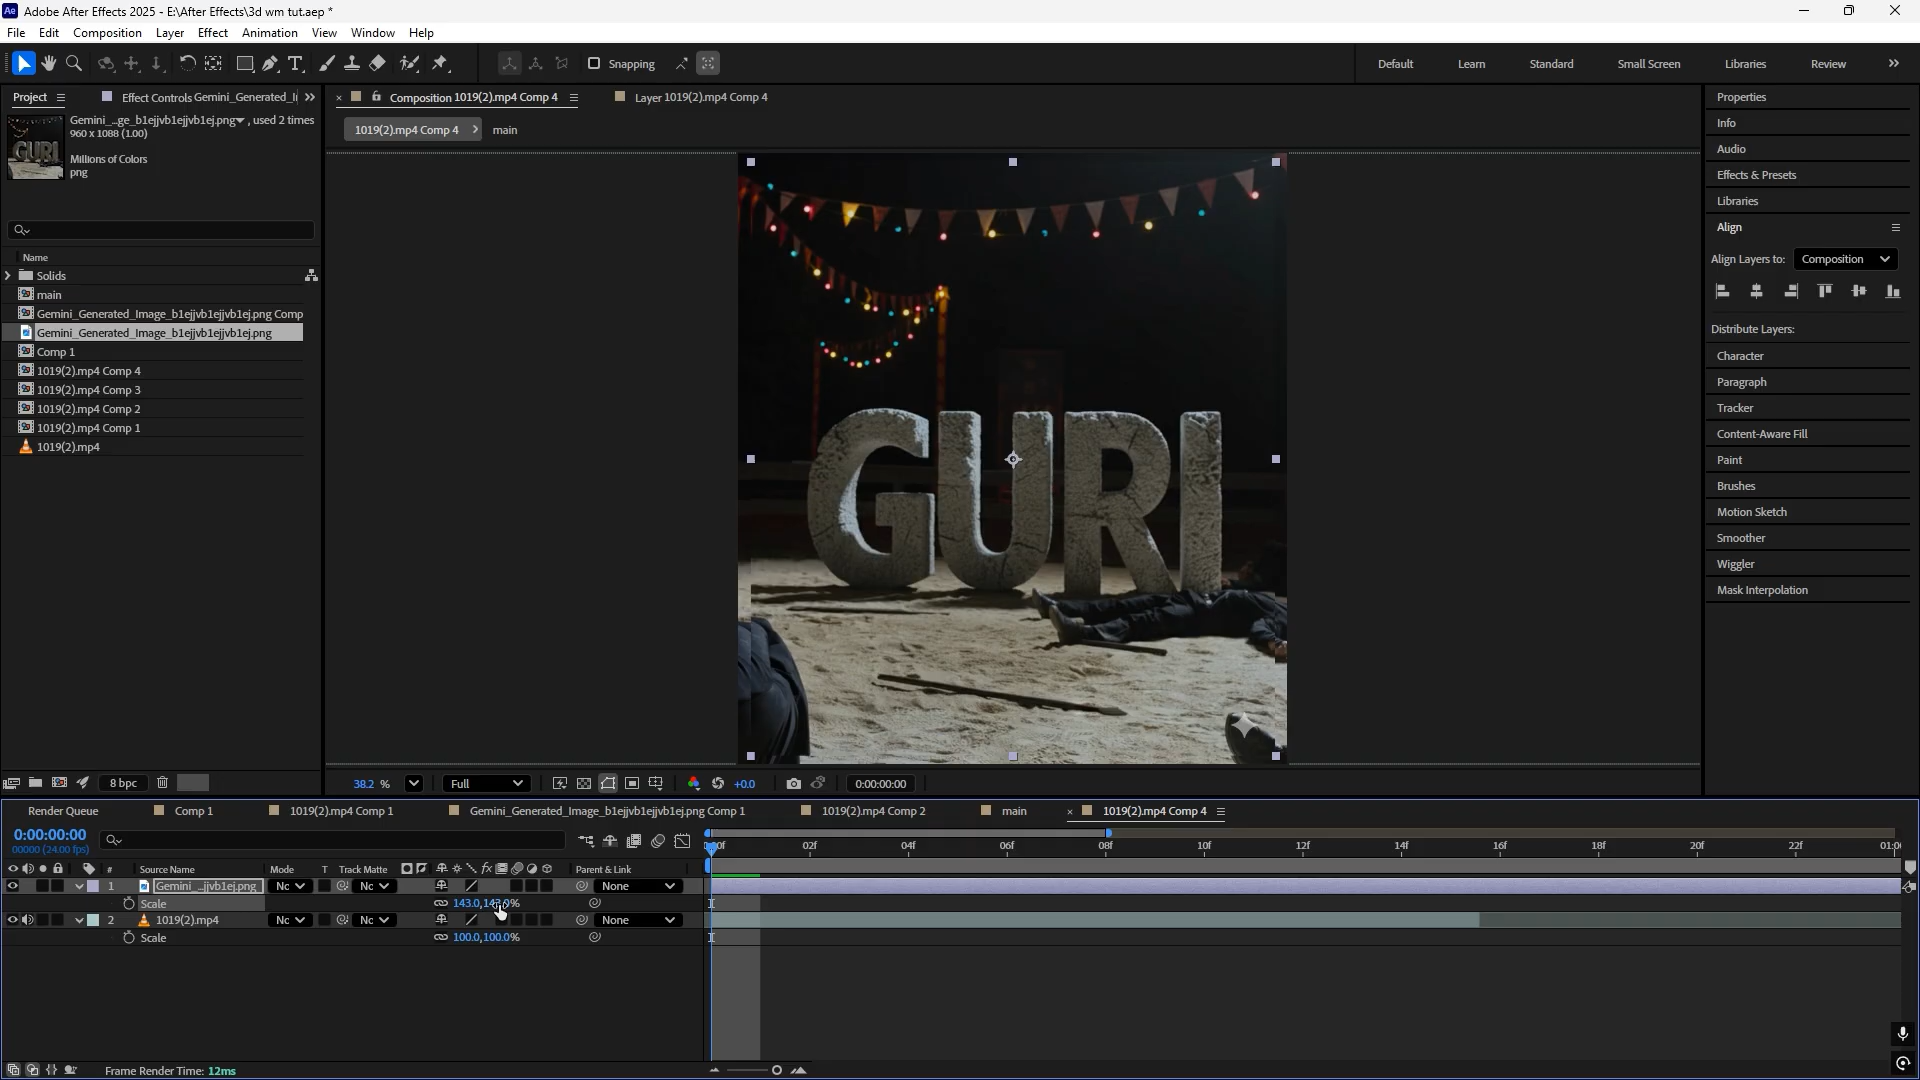 Adobe After Effects 2025 - E:\After Effects\3d wm tut.aep *
File Edit Composition Layer Effect Animation View Window Help
Snapping
Default Learn Standard Small Screen Libraries Review
Project
Effect Controls Gemini_Generated_I
Composition 1019(2).mp4 Comp 4
Layer 1019(2).mp4 Comp 4
1019(2).mp4 Comp 4
main
Gemini_...ge_b1ejjvb1ejjvb1ej.png , used 2 times
960 x 1088 (1.00)
Millions of Colors
png
Name
Solids
main
Gemini_Generated_Image_b1ejjvb1ejjvb1ej.png Comp
Gemini_Generated_Image_b1ejjvb1ejjvb1ej.png
Comp 1
1019(2).mp4 Comp 4
1019(2).mp4 Comp 3
1019(2).mp4 Comp 2
1019(2).mp4 Comp 1
1019(2).mp4
8 bpc
GURI
38.2 %
Full
+0.0
0:00:00:00
Properties
Info
Audio
Effects & Presets
Libraries
Align
Align Layers to: Composition
Distribute Layers:
Character
Paragraph
Tracker
Content-Aware Fill
Paint
Brushes
Motion Sketch
Smoother
Wiggler
Mask Interpolation
Render Queue
Comp 1
1019(2).mp4 Comp 1
Gemini_Generated_Image_b1ejjvb1ejjvb1ej.png Comp 1
1019(2).mp4 Comp 2
main
1019(2).mp4 Comp 4
0:00:00:00
00000 (24.00 fps)
02f 04f 06f 08f 10f 12f 14f 16f 18f 20f 22f
# Source Name Mode T Track Matte Parent & Link
1 Gemini_...jjvb1ej.png Nc Nc None
Scale
2 1019(2).mp4 Nc Nc None
Scale 100.0,100.0%
Frame Render Time: 12ms